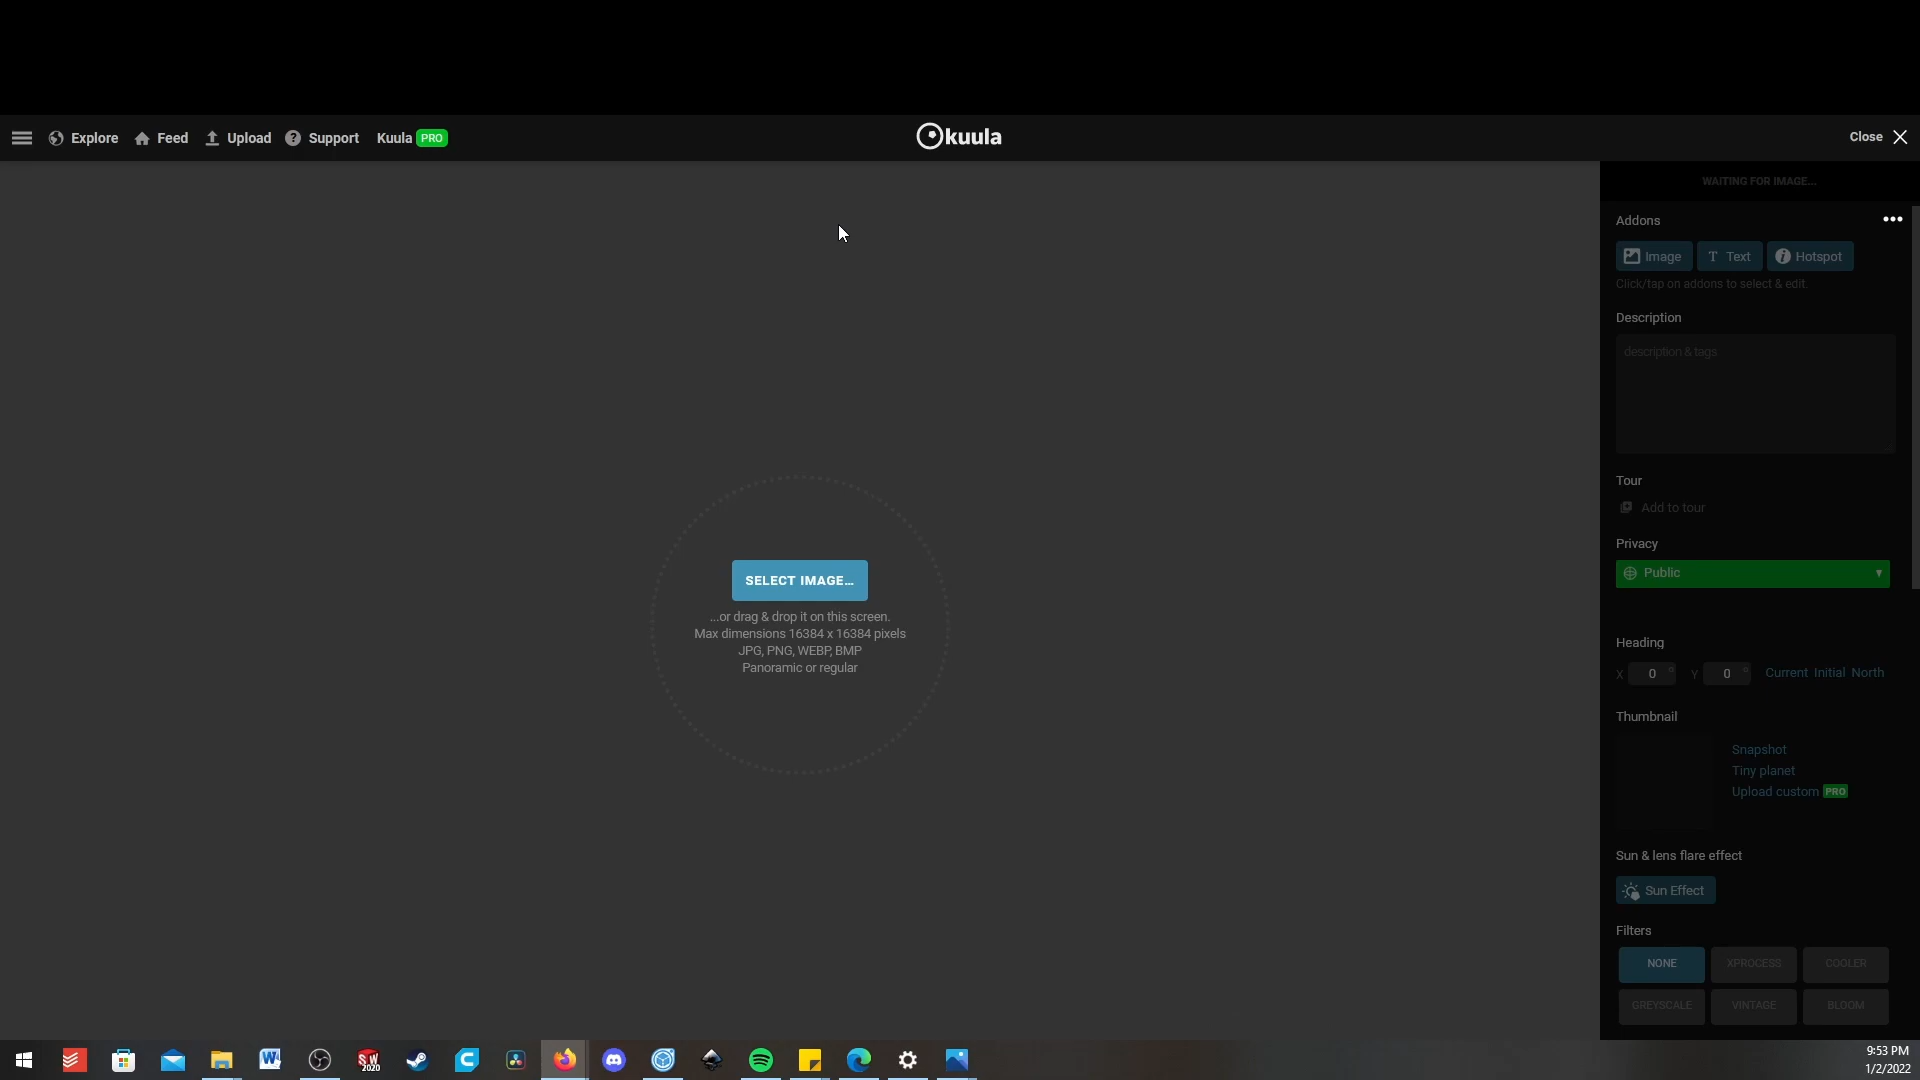 Explore
Feed
Upload
Support
Kuula PRO
kuula
Close
WAITING FOR IMAGE...
Addons
Image
Text
Hotspot
Click/tap on addons to select & edit.
Description
description & tags
Tour
Add to tour
Privacy
Public
SELECT IMAGE...
...or drag & drop it on this screen.
Max dimensions 16384 x 16384 pixels
JPG, PNG, WEBP, BMP
Panoramic or regular
Heading
X 0 ° Y 0 ° Current Initial North
Thumbnail
Snapshot
Tiny planet
Upload custom PRO
Sun & lens flare effect
Sun Effect
Filters
NONE XPROCESS COOLER
GREYSCALE VINTAGE BLOOM
SW
2020
9:53 PM
1/2/2022